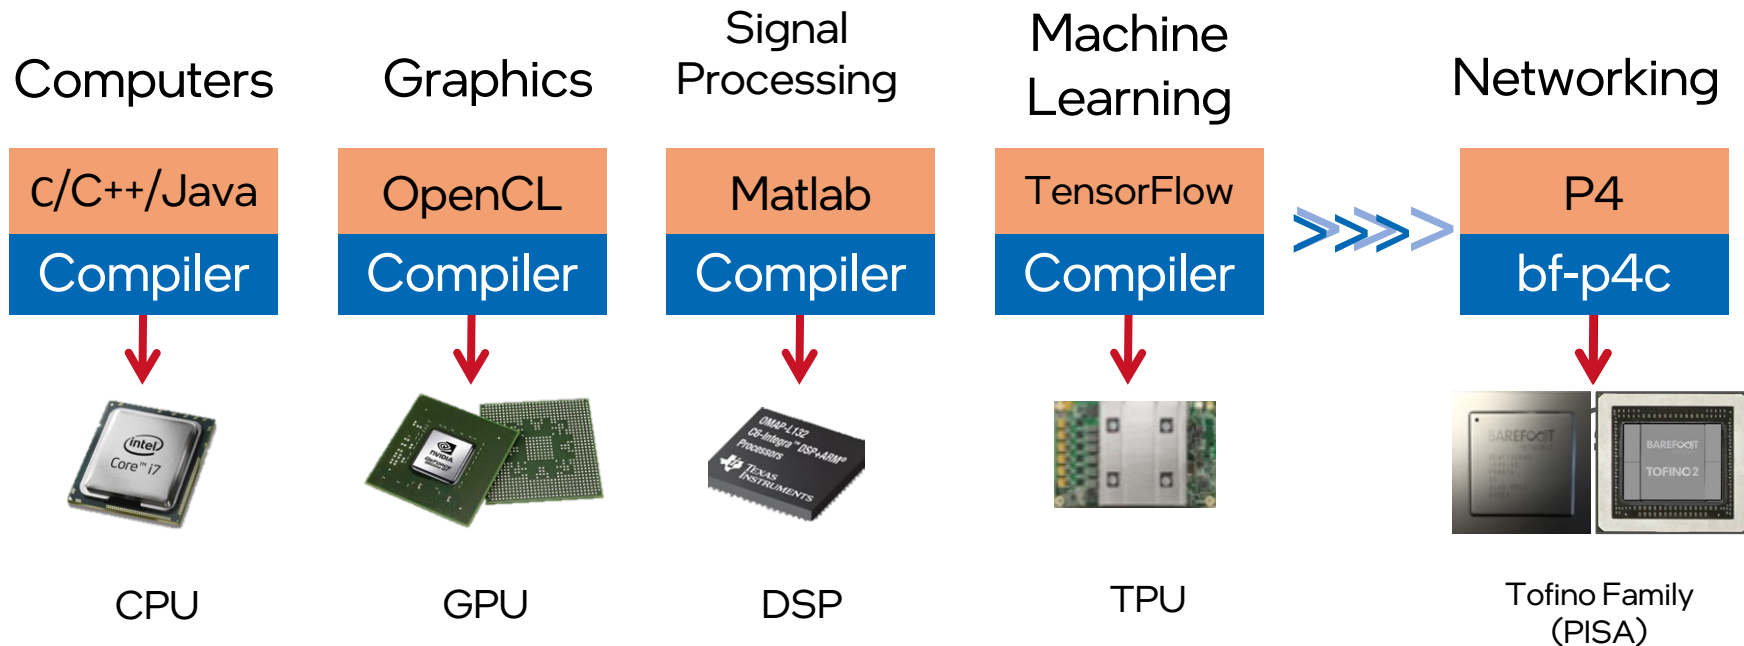 Computers
Graphics
Signal
Processing
Machine
Learning
Networking
C/C++/Java
OpenCL
Matlab
TensorFlow
P4
Compiler
Compiler
Compiler
Compiler
bf-p4c
intel
Core™ i7
NVIDIA
OMAP-L132
C6-Integra™ DSP+ARM®
Processors
TEXAS
INSTRUMENTS
BAREFOOT
BAREFOOT
TOFINO 2
CPU
GPU
DSP
TPU
Tofino Family
(PISA)